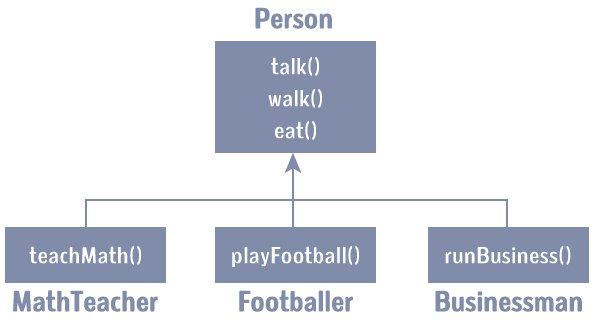 Person
talk()
walk()
eat()
teachMath()
playFootball()
runBusiness()
MathTeacher
Footballer
Businessman